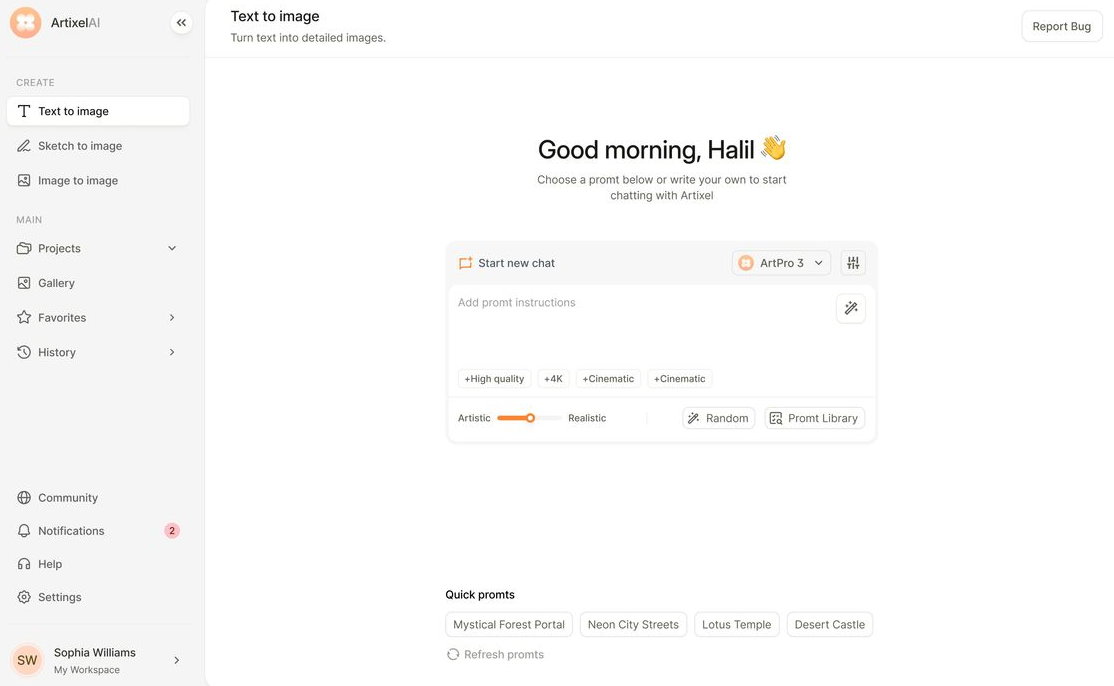 ArtixelAI
CREATE
Text to image
Sketch to image
Image to image
MAIN
Projects
Gallery
Favorites
History
Community
Notifications 2
Help
Settings
SW
Sophia Williams
My Workspace
Text to image
Turn text into detailed images.
Report Bug
Good morning, Halil 👋
Choose a promt below or write your own to start
chatting with Artixel
Start new chat
ArtPro 3
Add promt instructions
+High quality +4K +Cinematic +Cinematic
Artistic Realistic Random Promt Library
Quick promts
Mystical Forest Portal Neon City Streets Lotus Temple Desert Castle
Refresh promts